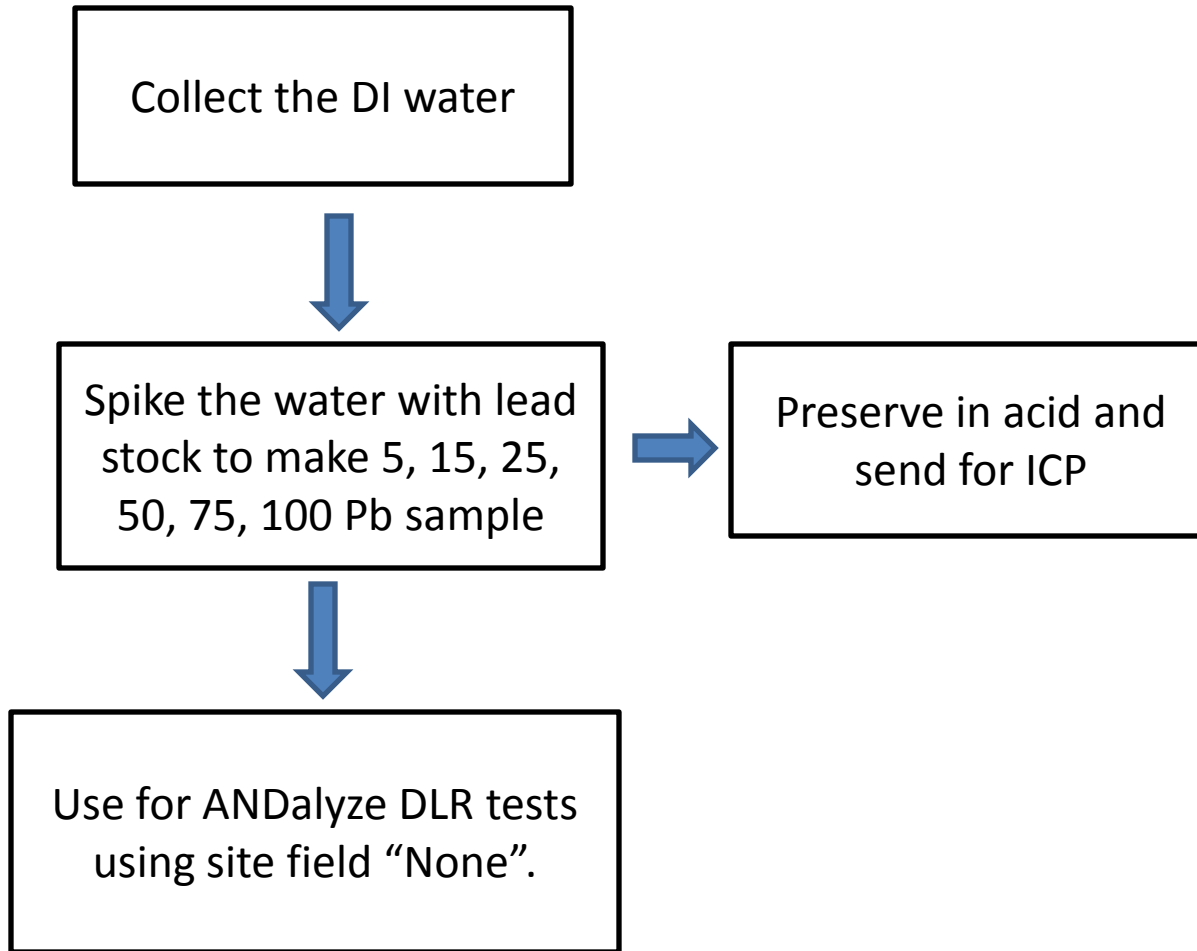 Collect the DI water
Spike the water with lead
stock to make 5, 15, 25,
50, 75, 100 Pb sample
Preserve in acid and
send for ICP
Use for ANDalyze DLR tests
using site field “None”.